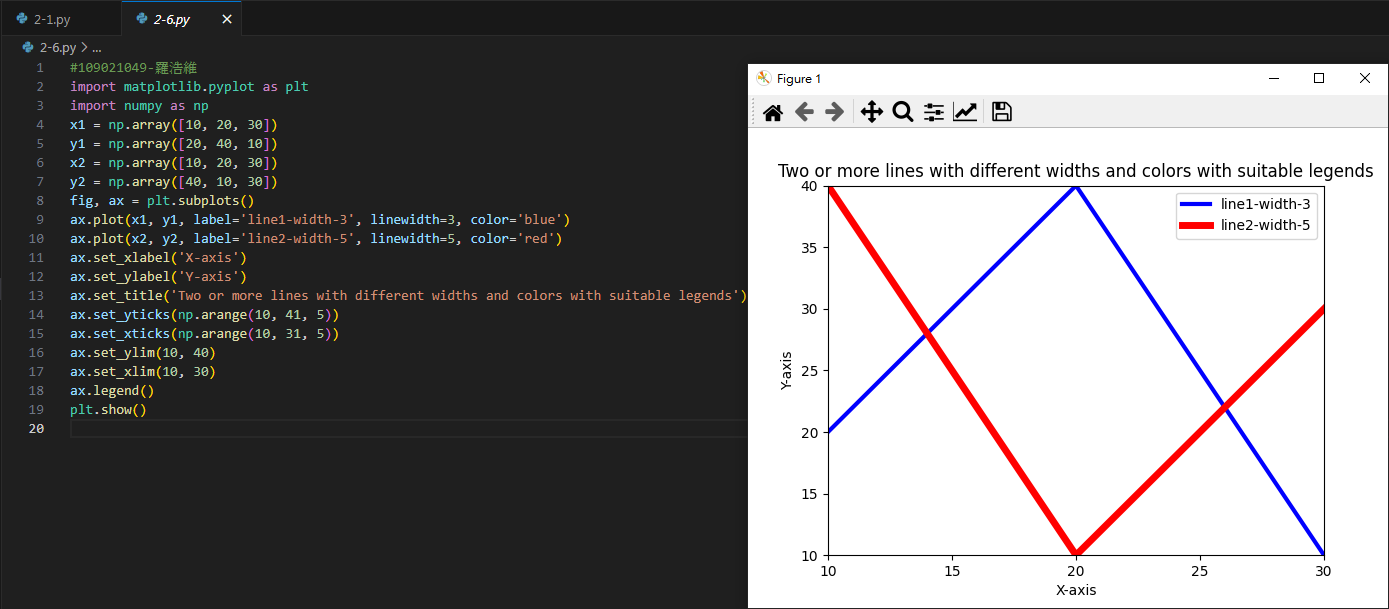 2-1.py
2-6.py
2-6.py > ...
1 #109021049-羅浩維
2 import matplotlib.pyplot as plt
3 import numpy as np
4 x1 = np.array([10, 20, 30])
5 y1 = np.array([20, 40, 10])
6 x2 = np.array([10, 20, 30])
7 y2 = np.array([40, 10, 30])
8 fig, ax = plt.subplots()
9 ax.plot(x1, y1, label='line1-width-3', linewidth=3, color='blue')
10 ax.plot(x2, y2, label='line2-width-5', linewidth=5, color='red')
11 ax.set_xlabel('X-axis')
12 ax.set_ylabel('Y-axis')
13 ax.set_title('Two or more lines with different widths and colors with suitable legends')
14 ax.set_yticks(np.arange(10, 41, 5))
15 ax.set_xticks(np.arange(10, 31, 5))
16 ax.set_ylim(10, 40)
17 ax.set_xlim(10, 30)
18 ax.legend()
19 plt.show()
20
Figure 1
Two or more lines with different widths and colors with suitable legends
line1-width-3
line2-width-5
40
35
30
25
20
15
10
Y-axis
10 15 20 25 30
X-axis